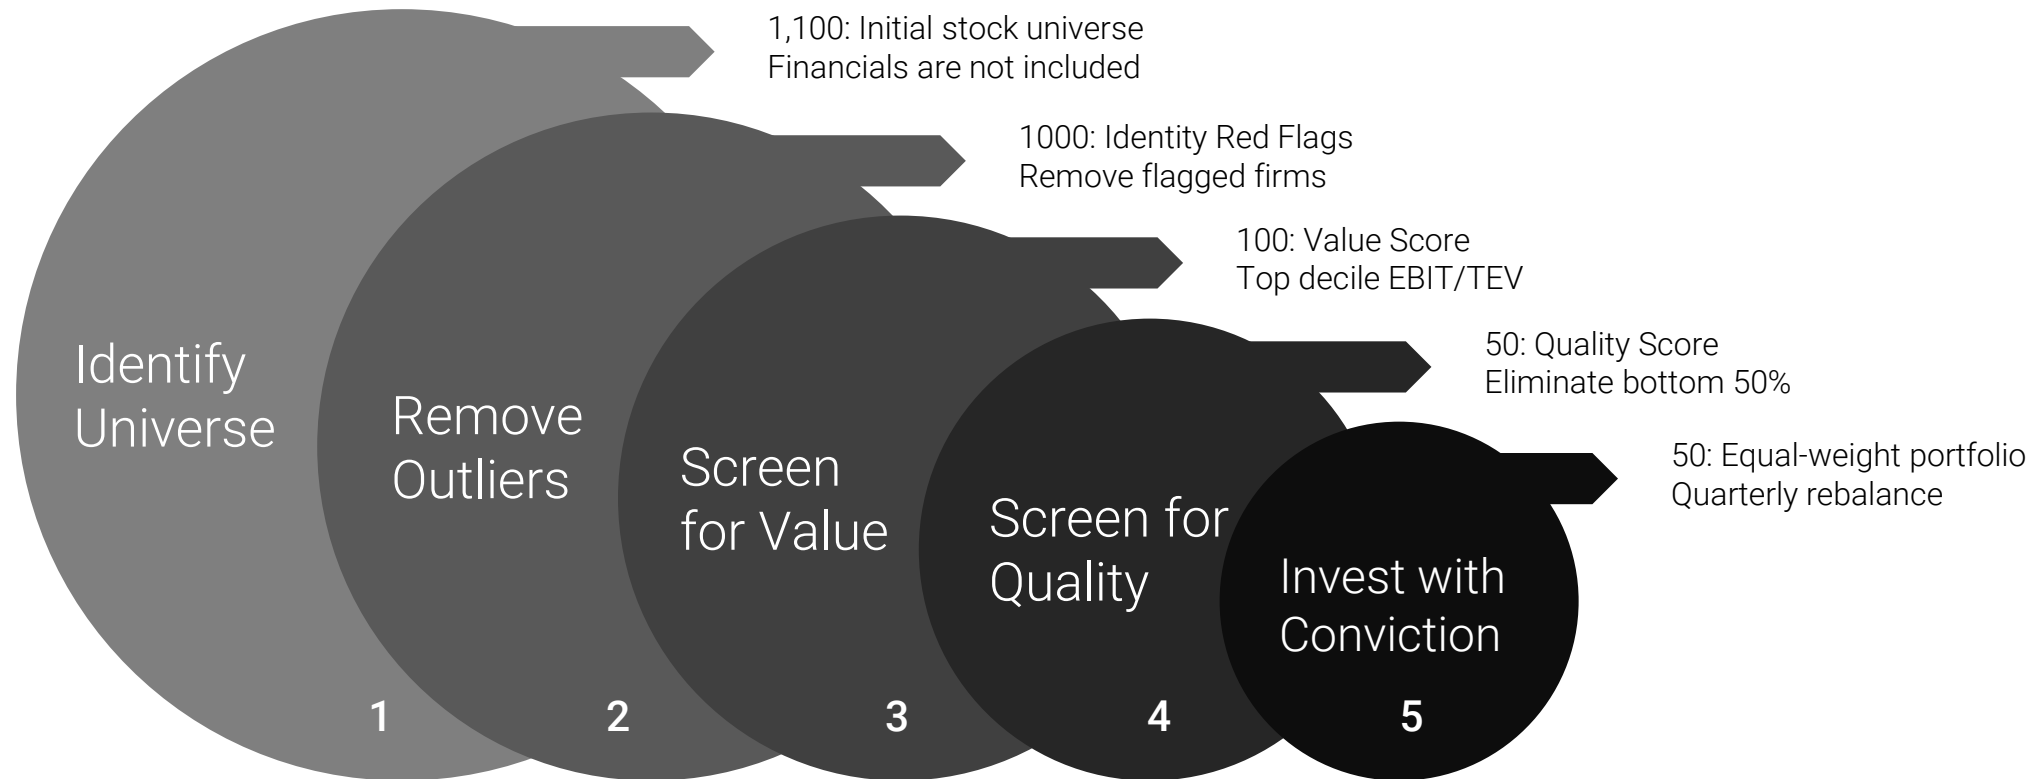 1,100: Initial stock universe
Financials are not included
1000: Identity Red Flags
Remove flagged firms
100: Value Score
Top decile EBIT/TEV
50: Quality Score
Eliminate bottom 50%
50: Equal-weight portfolio
Quarterly rebalance
Identify
Universe
1
Remove
Outliers
2
Screen
for Value
3
Screen for
Quality
4
Invest with
Conviction
5